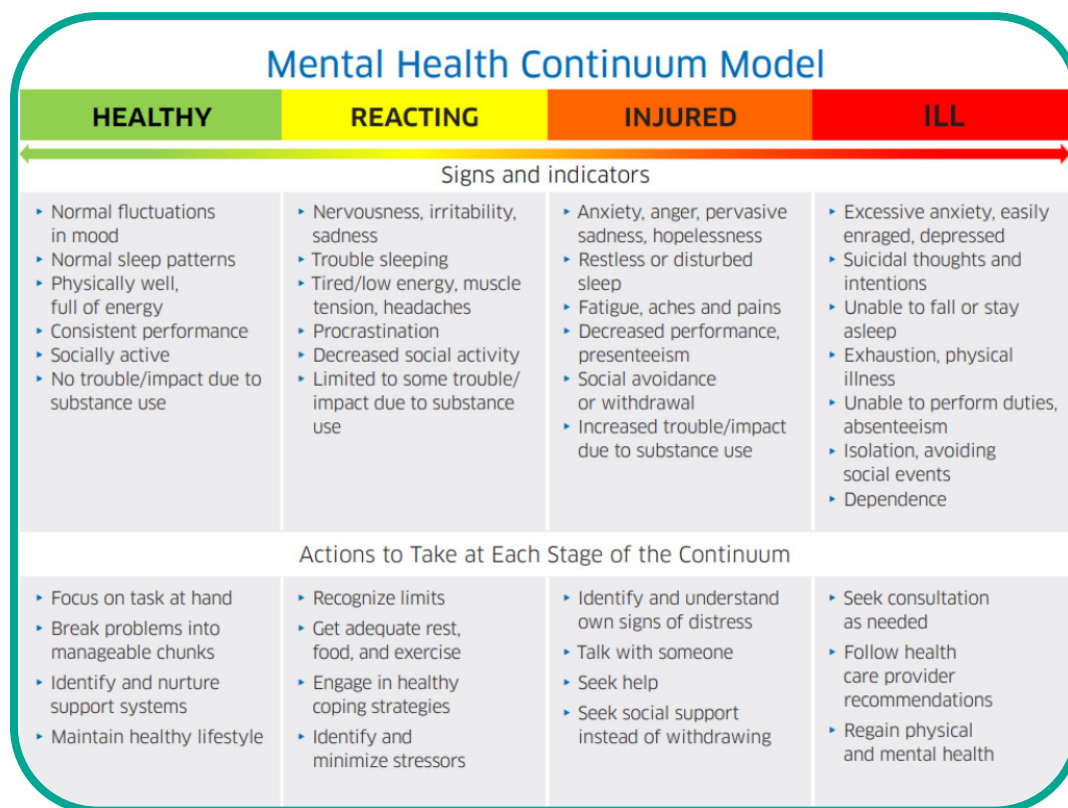 Mental Health Continuum Model
HEALTHY
REACTING
INJURED
ILL
Signs and indicators
‣ Normal fluctuations
in mood
‣ Normal sleep patterns
‣ Physically well,
full of energy
‣ Consistent performance
‣ Socially active
‣ No trouble/impact due to
substance use
‣ Nervousness, irritability,
sadness
‣ Trouble sleeping
‣ Tired/low energy, muscle
tension, headaches
‣ Procrastination
‣ Decreased social activity
‣ Limited to some trouble/
impact due to substance
use
‣ Anxiety, anger, pervasive
sadness, hopelessness
‣ Restless or disturbed
sleep
‣ Fatigue, aches and pains
‣ Decreased performance,
presenteeism
‣ Social avoidance
or withdrawal
‣ Increased trouble/impact
due to substance use
‣ Excessive anxiety, easily
enraged, depressed
‣ Suicidal thoughts and
intentions
‣ Unable to fall or stay
asleep
‣ Exhaustion, physical
illness
‣ Unable to perform duties,
absenteeism
‣ Isolation, avoiding
social events
‣ Dependence
Actions to Take at Each Stage of the Continuum
‣ Focus on task at hand
‣ Break problems into
manageable chunks
‣ Identify and nurture
support systems
‣ Maintain healthy lifestyle
‣ Recognize limits
‣ Get adequate rest,
food, and exercise
‣ Engage in healthy
coping strategies
‣ Identify and
minimize stressors
‣ Identify and understand
own signs of distress
‣ Talk with someone
‣ Seek help
‣ Seek social support
instead of withdrawing
‣ Seek consultation
as needed
‣ Follow health
care provider
recommendations
‣ Regain physical
and mental health